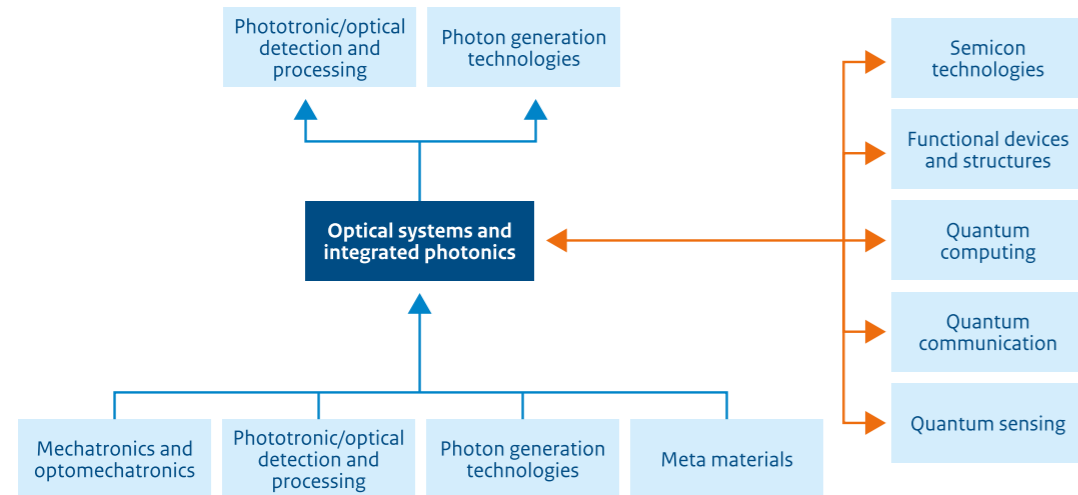 Phototronic/optical
detection and
processing
Photon generation
technologies
Semicon
technologies
Functional devices
and structures
Optical systems and
integrated photonics
Quantum
computing
Quantum
communication
Quantum sensing
Mechatronics and
optomechatronics
Phototronic/optical
detection and
processing
Photon generation
technologies
Meta materials